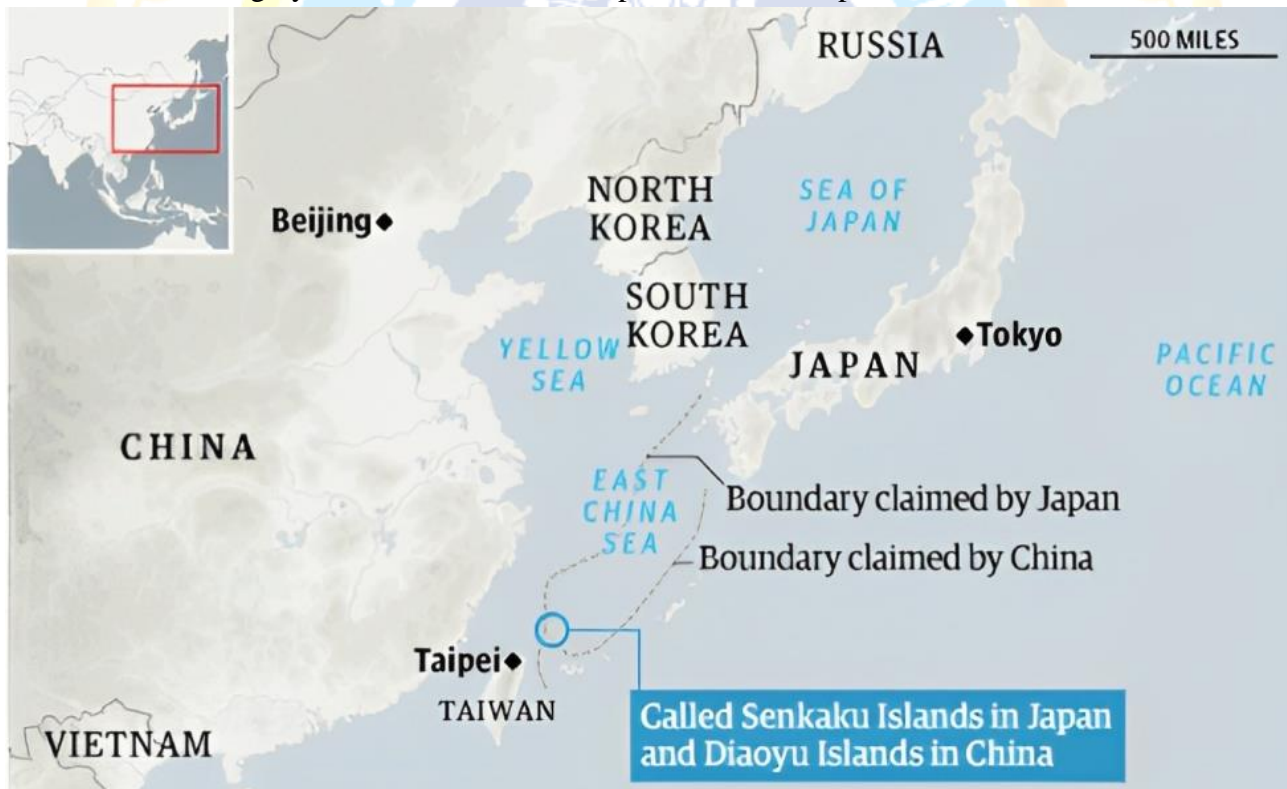 RUSSIA
500 MILES
NORTH
KOREA
SEA OF
JAPAN
Beijing
SOUTH
KOREA
YELLOW
SEA
Tokyo
JAPAN
PACIFIC
OCEAN
CHINA
EAST
CHINA
SEA
Boundary claimed by Japan
Boundary claimed by China
Taipei
TAIWAN
VIETNAM
Called Senkaku Islands in Japan
and Diaoyu Islands in China